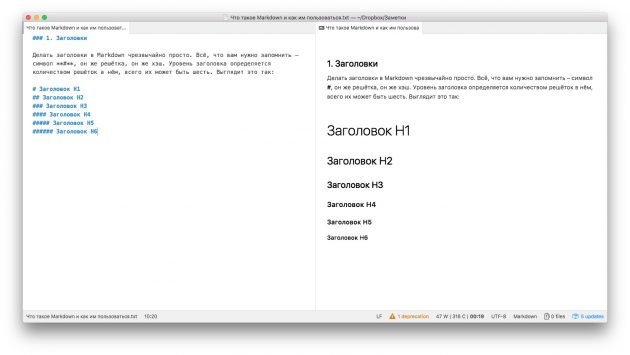 Что такое Markdown и как им пользоваться.txt — ~/Dropbox/Заметки
Что такое Markdown и как им пользоват...
### 1. Заголовки
Делать заголовки в Markdown чрезвычайно просто. Всё, что вам нужно запомнить —
символ **#**, он же решётка, он же хэш. Уровень заголовка определяется
количеством решёток в нём, всего их может быть шесть. Выглядит это так:
# Заголовок H1
## Заголовок H2
### Заголовок H3
#### Заголовок H4
##### Заголовок H5
###### Заголовок H6
Что такое Markdown и как им пользова
1. Заголовки
Делать заголовки в Markdown чрезвычайно просто. Всё, что вам нужно запомнить – символ
#, он же решётка, он же хэш. Уровень заголовка определяется количеством решёток в нём,
всего их может быть шесть. Выглядит это так:
Заголовок H1
Заголовок H2
Заголовок H3
Заголовок H4
Заголовок H5
Заголовок H6
Что такое Markdown и как им пользоваться.txt 10:20 LF 1 deprecation 47 W | 316 C | 00:19 UTF-8 Markdown 0 files 5 updates